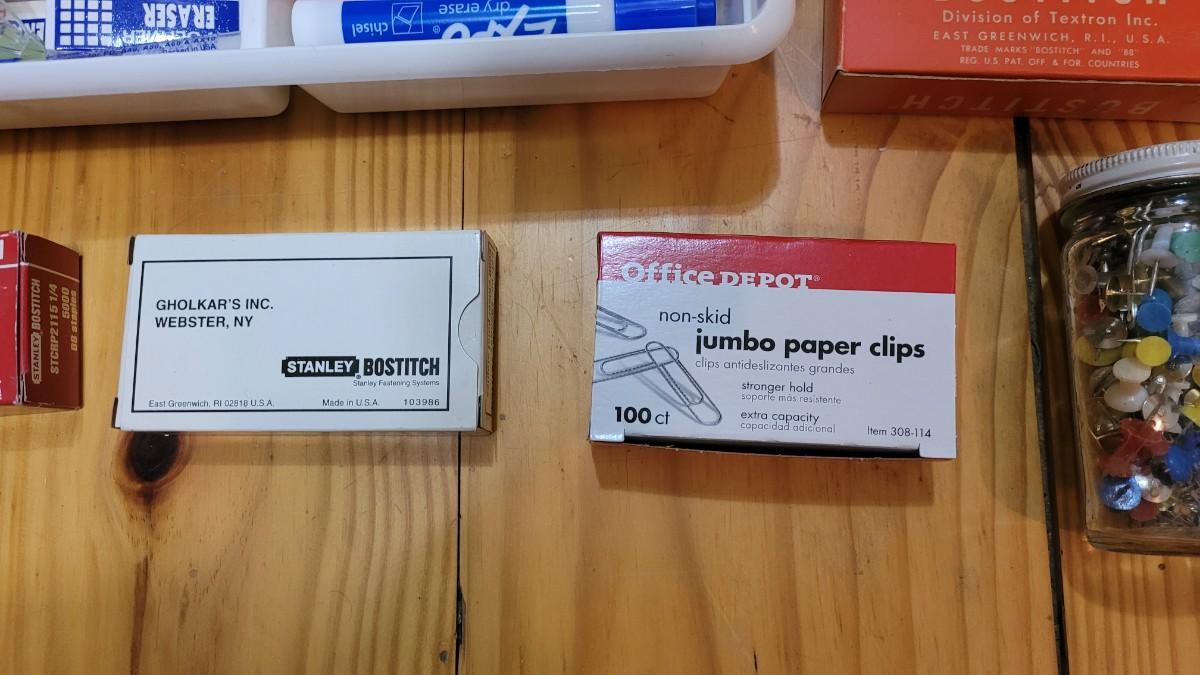 ERASER
chisel
dry erase
EXPO®
BOSTITCH
Division of Textron Inc.
EAST GREENWICH, R.I., U.S.A.
TRADE MARKS "BOSTITCH" AND "BB"
REG. U.S. PAT. OFF. & FOR. COUNTRIES
BOSTITCH
STANLEY BOSTITCH
STCRP2115 1/4
5000
BB staples
GHOLKAR'S INC.
WEBSTER, NY
STANLEY® BOSTITCH
Stanley Fastening Systems
East Greenwich, RI 02818 U.S.A. Made in U.S.A. 103986
Office DEPOT®
non-skid
jumbo paper clips
clips antideslizantes grandes
stronger hold
soporte más resistente
100 ct
extra capacity
capacidad adicional
Item 308-114